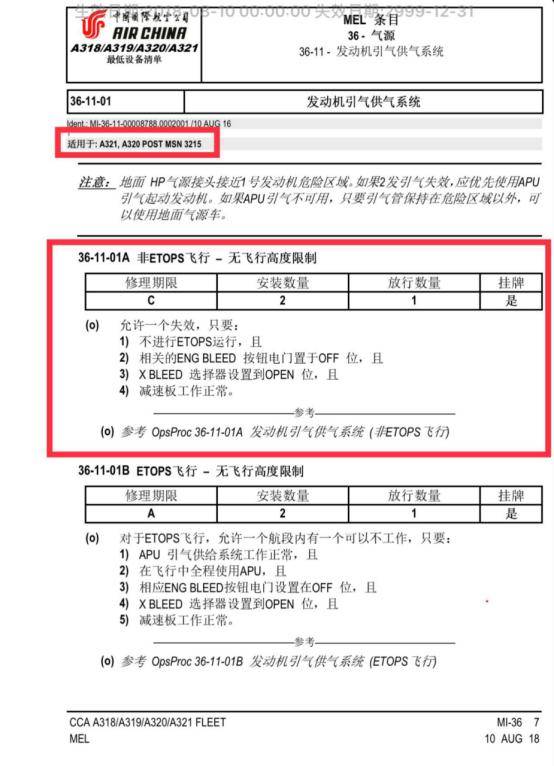 生效日期:2018-08-10 00:00:00 失效日期:2999-12-31
中国国际航空公司
AIR CHINA
A318/A319/A320/A321
最低设备清单
MEL 条目
36 - 气源
36-11 - 发动机引气供气系统
36-11-01 发动机引气供气系统
Ident.: MI-36-11-00008788.0002001 /10 AUG 16
适用于: A321, A320 POST MSN 3215
注意: 地面 HP气源接头接近1号发动机危险区域。如果2发引气失效，应优先使用APU
引气起动发动机。如果APU引气不可用，只要引气管保持在危险区域以外，可
以使用地面气源车。
36-11-01A 非ETOPS飞行 – 无飞行高度限制
修理期限 安装数量 放行数量 挂牌
C 2 1 是
(o) 允许一个失效，只要:
1) 不进行ETOPS运行，且
2) 相关的ENG BLEED 按钮电门置于OFF 位，且
3) X BLEED 选择器设置到OPEN 位，且
4) 减速板工作正常。
参考
(o) 参考 OpsProc 36-11-01A 发动机引气供气系统 (非ETOPS飞行)
36-11-01B ETOPS飞行 – 无飞行高度限制
修理期限 安装数量 放行数量 挂牌
A 2 1 是
(o) 对于ETOPS飞行，允许一个航段内有一个可以不工作，只要:
1) APU 引气供给系统工作正常，且
2) 在飞行中全程使用APU，且
3) 相应ENG BLEED按钮电门设置在OFF 位，且
4) X BLEED 选择器设置到OPEN 位，且
5) 减速板工作正常。
参考
(o) 参考 OpsProc 36-11-01B 发动机引气供气系统 (ETOPS飞行)
CCA A318/A319/A320/A321 FLEET MI-36 7
MEL 10 AUG 18